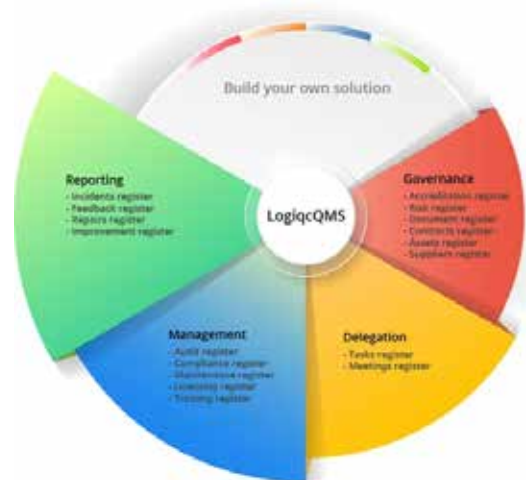 Build your own solution
Reporting
- Incidents register
- Feedback register
- Repairs register
- Improvement register
LogiqcQMS
Governance
- Accreditation register
- Risk register
- Document register
- Contracts register
- Assets register
- Suppliers register
Management
- Audit register
- Compliance register
- Maintenance register
- Licensing register
- Training register
Delegation
- Tasks register
- Meetings register